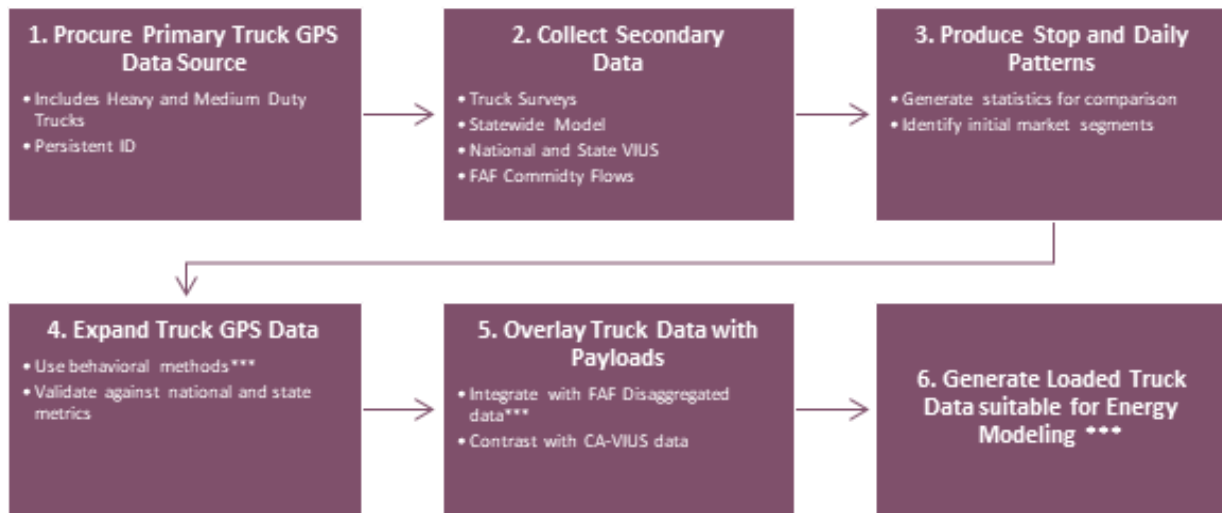 1. Procure Primary Truck GPS
Data Source
• Includes Heavy and Medium Duty
Trucks
• Persistent ID
2. Collect Secondary
Data
• Truck Surveys
• Statewide Model
• National and State VIUS
• FAF Commidty Flows
3. Produce Stop and Daily
Patterns
• Generate statistics for comparison
• Identify initial market segments
4. Expand Truck GPS Data
• Use behavioral methods***
• Validate against national and state
metrics
5. Overlay Truck Data with
Payloads
• Integrate with FAF Disaggregated
data***
• Contrast with CA-VIUS data
6. Generate Loaded Truck
Data suitable for Energy
Modeling ***